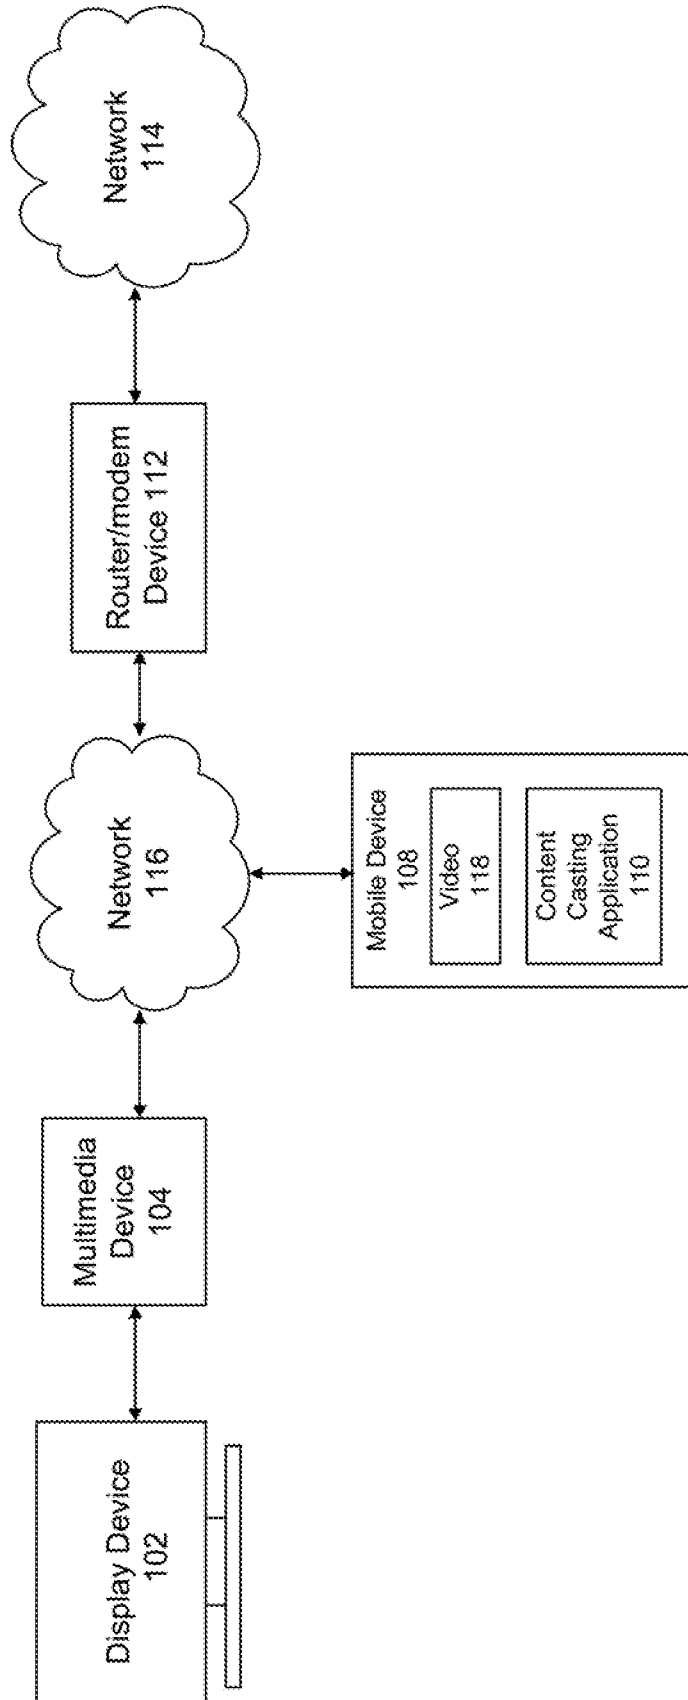 Display Device
102
Multimedia
Device
104
Network
116
Router/modem
Device 112
Network
114
Mobile Device
108
Video
118
Content
Casting
Application
110